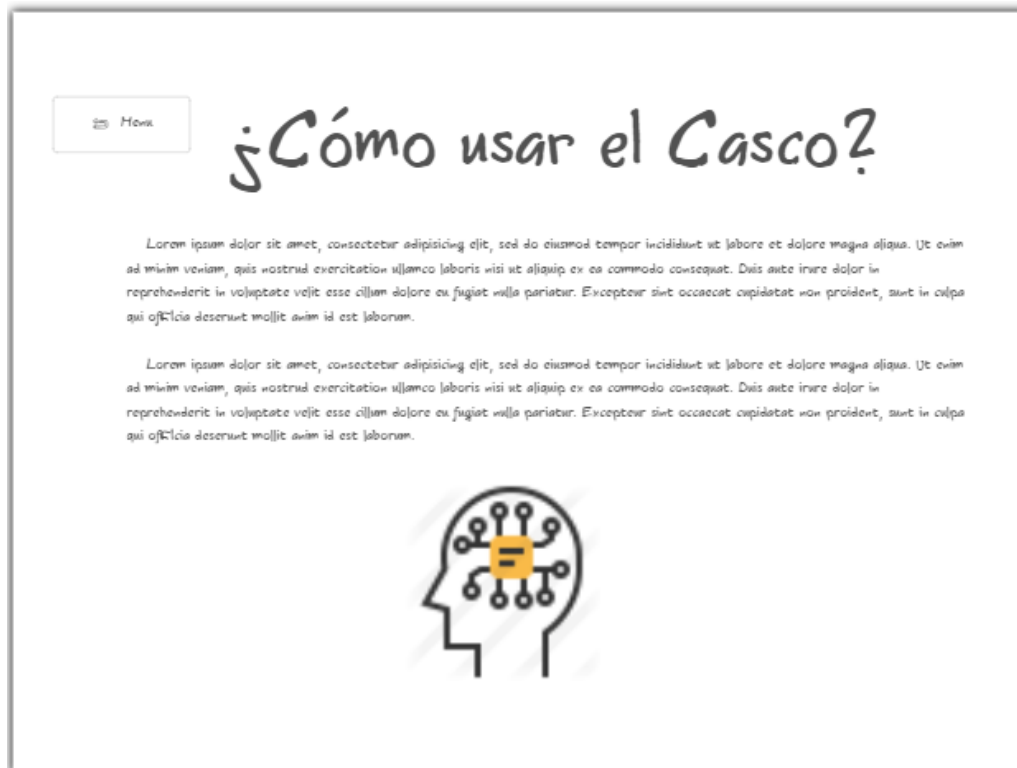 Menu
¿Cómo usar el Casco?
Lorem ipsum dolor sit amet, consectetur adipisicing elit, sed do eiusmod tempor incididunt ut labore et dolore magna aliqua. Ut enim
ad minim veniam, quis nostrud exercitation ullamco laboris nisi ut aliquip ex ea commodo consequat. Duis aute irure dolor in
reprehenderit in voluptate velit esse cillum dolore eu fugiat nulla pariatur. Excepteur sint occaecat cupidatat non proident, sunt in culpa
qui officia deserunt mollit anim id est laborum.
Lorem ipsum dolor sit amet, consectetur adipisicing elit, sed do eiusmod tempor incididunt ut labore et dolore magna aliqua. Ut enim
ad minim veniam, quis nostrud exercitation ullamco laboris nisi ut aliquip ex ea commodo consequat. Duis aute irure dolor in
reprehenderit in voluptate velit esse cillum dolore eu fugiat nulla pariatur. Excepteur sint occaecat cupidatat non proident, sunt in culpa
qui officia deserunt mollit anim id est laborum.